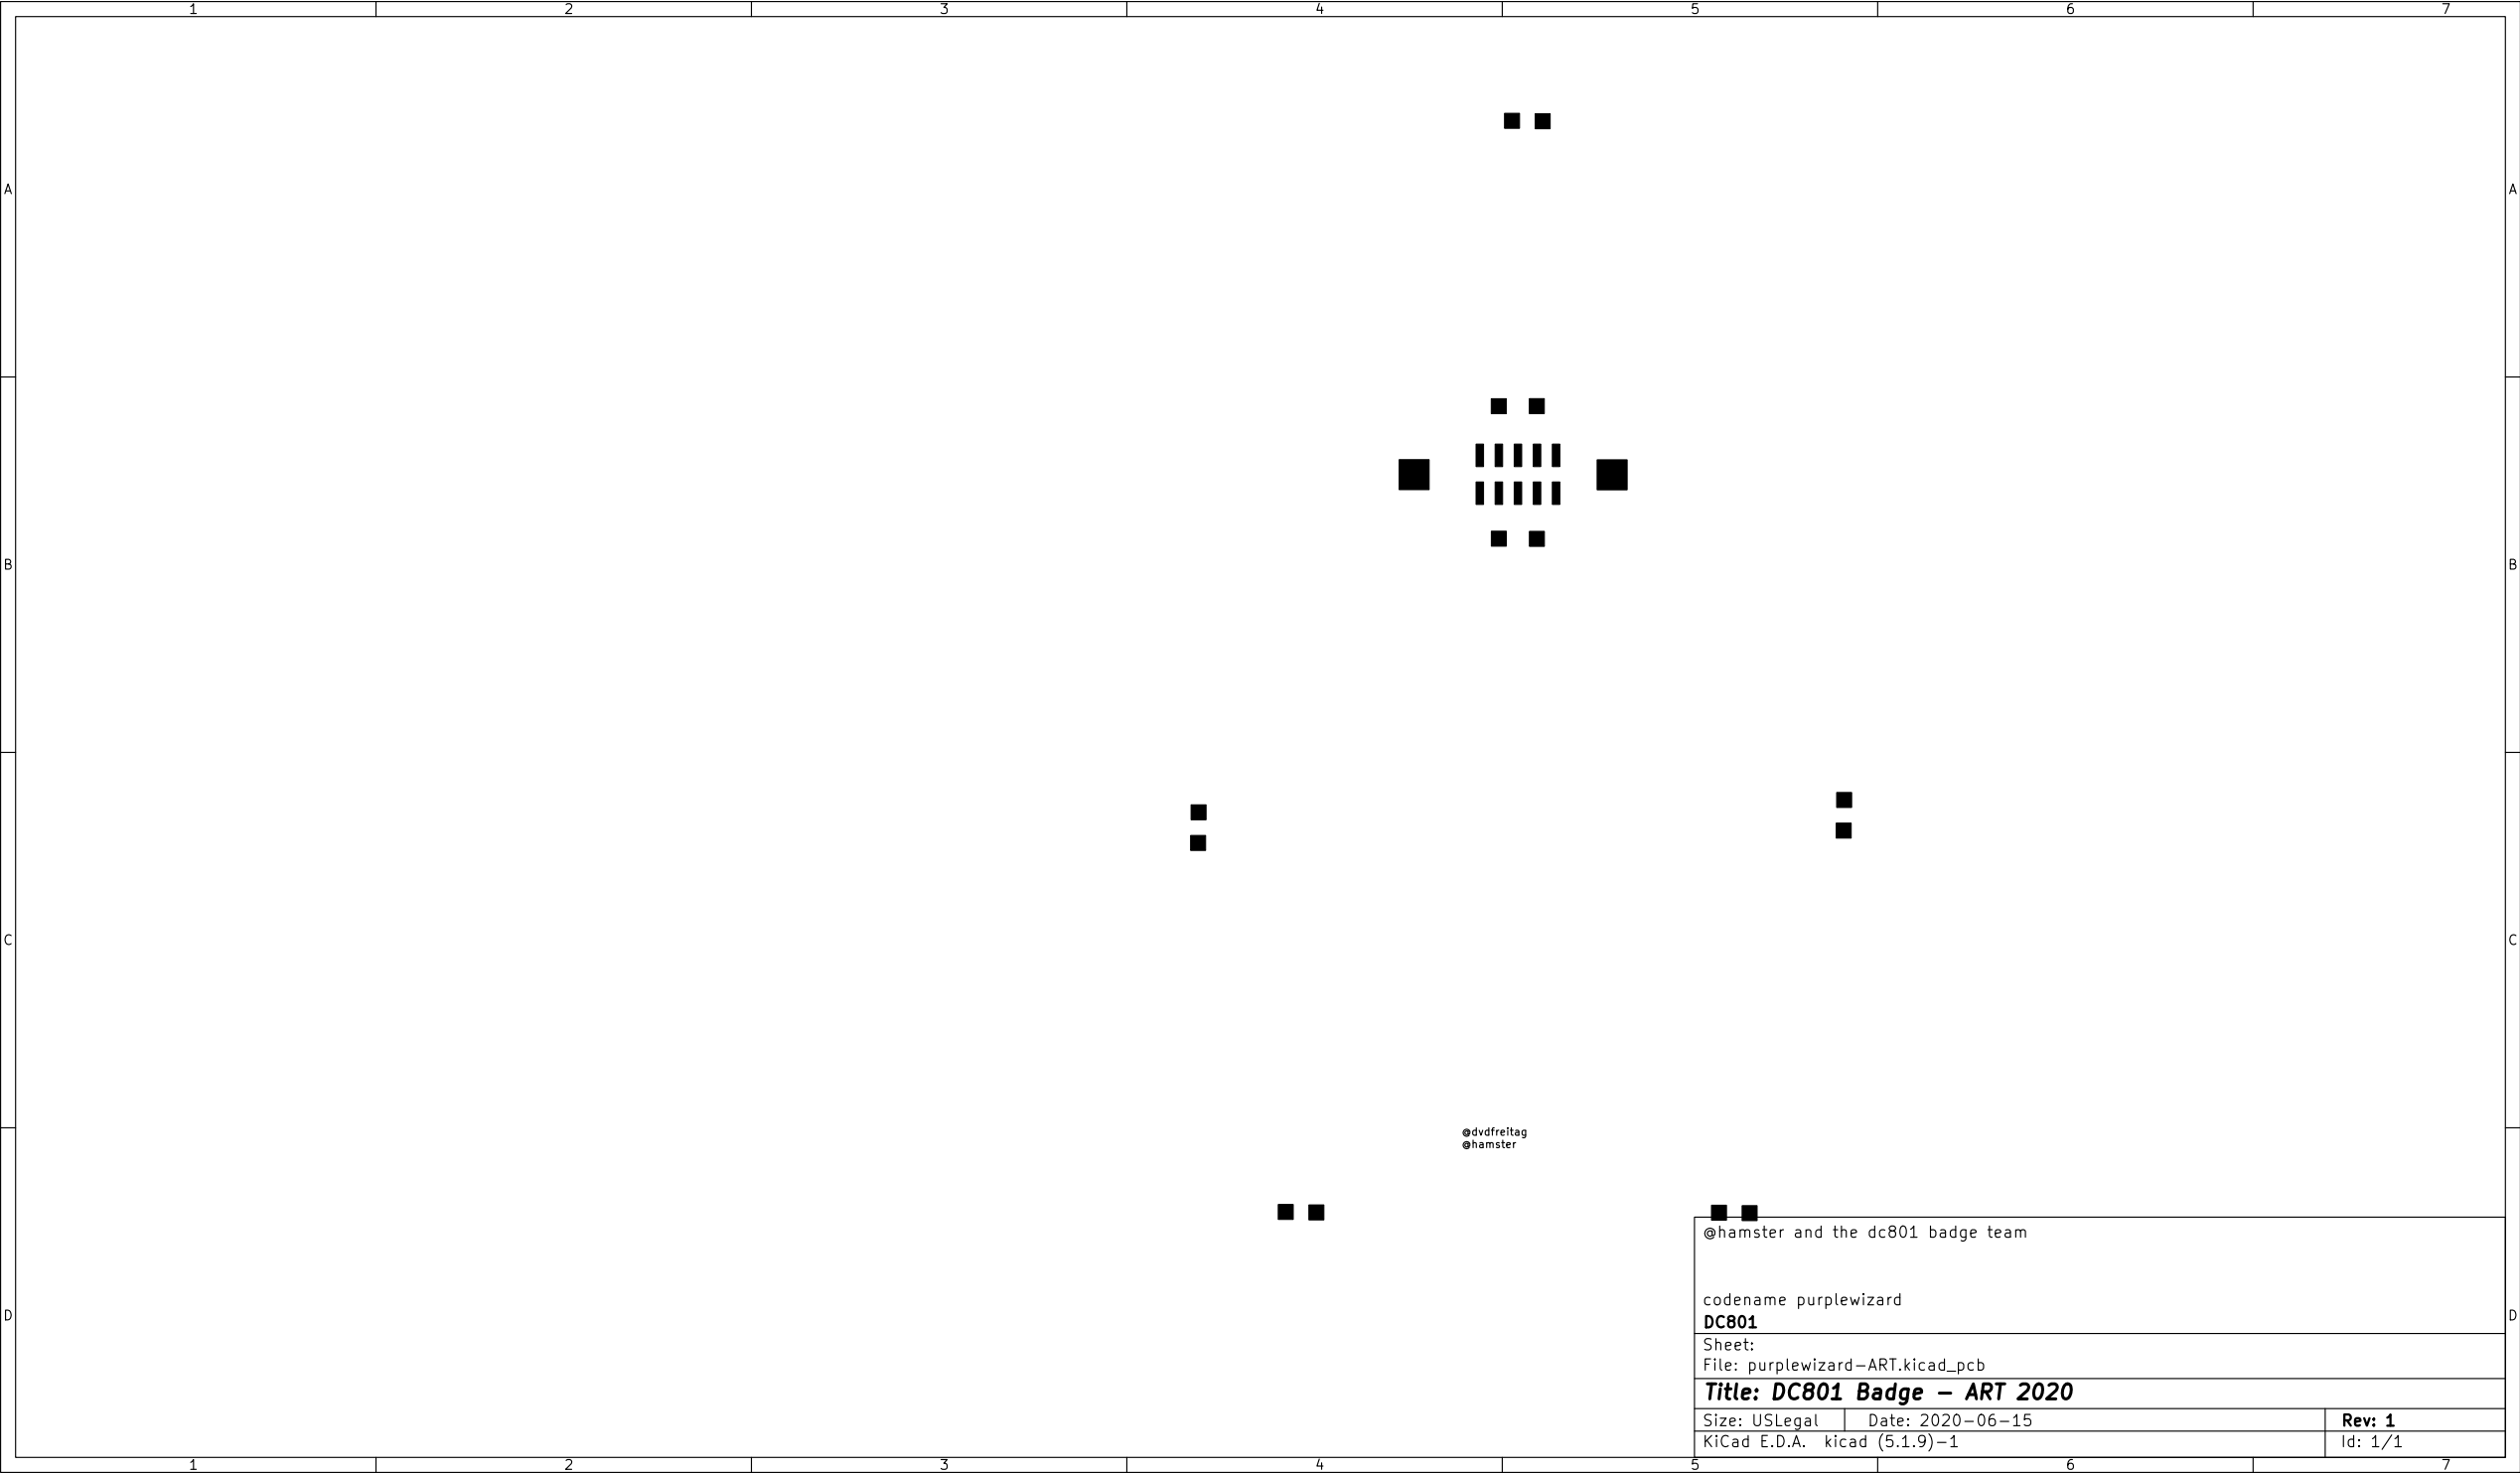 1 2 3 4 5 6 7
A A
B B
C C
@dvdfreitag
@hamster
@hamster and the dc801 badge team
codename purplewizard
D D
DC801
Sheet:
File: purplewizard-ART.kicad_pcb
Title: DC801 Badge - ART 2020
Size: USLegal Date: 2020-06-15 Rev: 1
KiCad E.D.A. kicad (5.1.9)-1 Id: 1/1
1 2 3 4 5 6 7